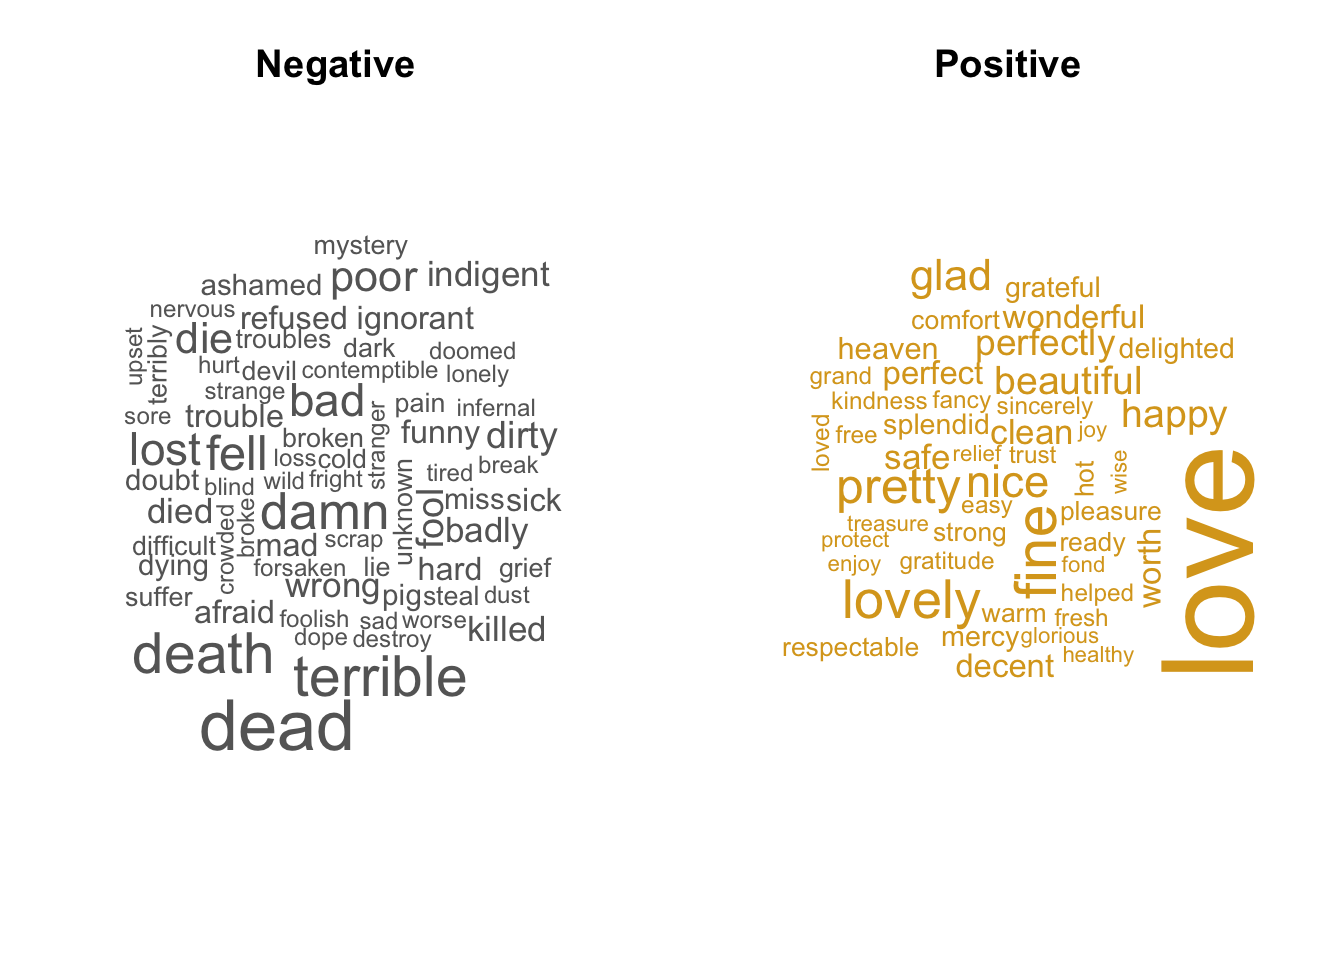 Negative
mystery
ashamed poor indigent
nervous refused ignorant
upset terribly die troubles dark doomed
hurt devil contemptible lonely
strange bad pain infernal
sore trouble stranger
lost fell broken funny dirty
loss cold tired break
doubt blind wild fright unknown
died crowded broke damn fool miss sick
difficult mad scrap badly
dying forsaken lie hard grief
suffer wrong pig steal dust
afraid foolish sad worse killed
death dope destroy
terrible
dead
Positive
glad grateful
comfort wonderful
heaven perfectly delighted
grand perfect beautiful
kindness fancy sincerely happy
loved free splendid clean joy
safe relief trust hot wise
pretty nice love
easy fine pleasure
treasure strong worth
protect ready
enjoy gratitude fond
lovely helped
warm fresh
respectable mercy glorious
decent healthy